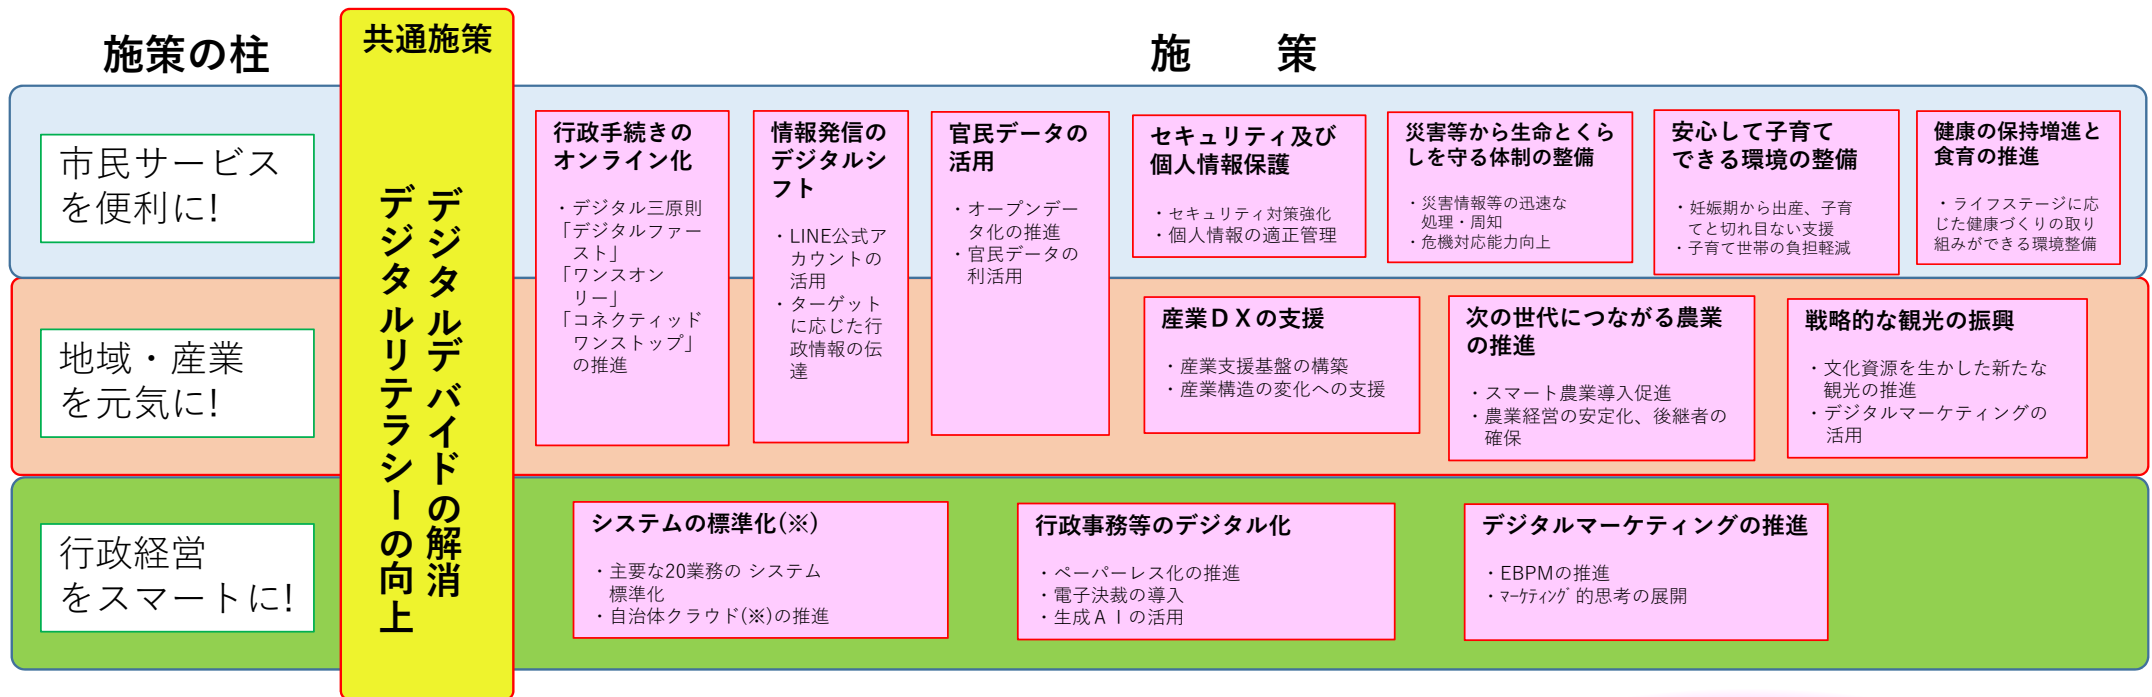 施策の柱
共通施策
施　　策
デジタルデバイドの解消
デジタルリテラシーの向上
市民サービス
を便利に!
行政手続きの
オンライン化
・デジタル三原則
「デジタルファー
スト」
「ワンスオン
リー」
「コネクティッド
ワンストップ」
の推進
情報発信の
デジタルシ
フト
・LINE公式ア
カウントの
活用
・ターゲット
に応じた行
政情報の伝
達
官民データの
活用
・オープンデー
タ化の推進
・官民データの
利活用
セキュリティ及び
個人情報保護
・セキュリティ対策強化
・個人情報の適正管理
災害等から生命とくら
しを守る体制の整備
・災害情報等の迅速な
処理・周知
・危機対応能力向上
安心して子育て
できる環境の整備
・妊娠期から出産、子育
てと切れ目ない支援
・子育て世帯の負担軽減
健康の保持増進と
食育の推進
・ライフステージに応
じた健康づくりの取り
組みができる環境整備
地域・産業
を元気に!
産業ＤＸの支援
・産業支援基盤の構築
・産業構造の変化への支援
次の世代につながる農業
の推進
・スマート農業導入促進
・農業経営の安定化、後継者の
確保
戦略的な観光の振興
・文化資源を生かした新たな
観光の推進
・デジタルマーケティングの
活用
行政経営
をスマートに!
システムの標準化(※)
・主要な20業務の システム
標準化
・自治体クラウド(※)の推進
行政事務等のデジタル化
・ペーパーレス化の推進
・電子決裁の導入
・生成ＡＩの活用
デジタルマーケティングの推進
・EBPMの推進
・ﾏｰｹﾃｨﾝｸﾞ的思考の展開